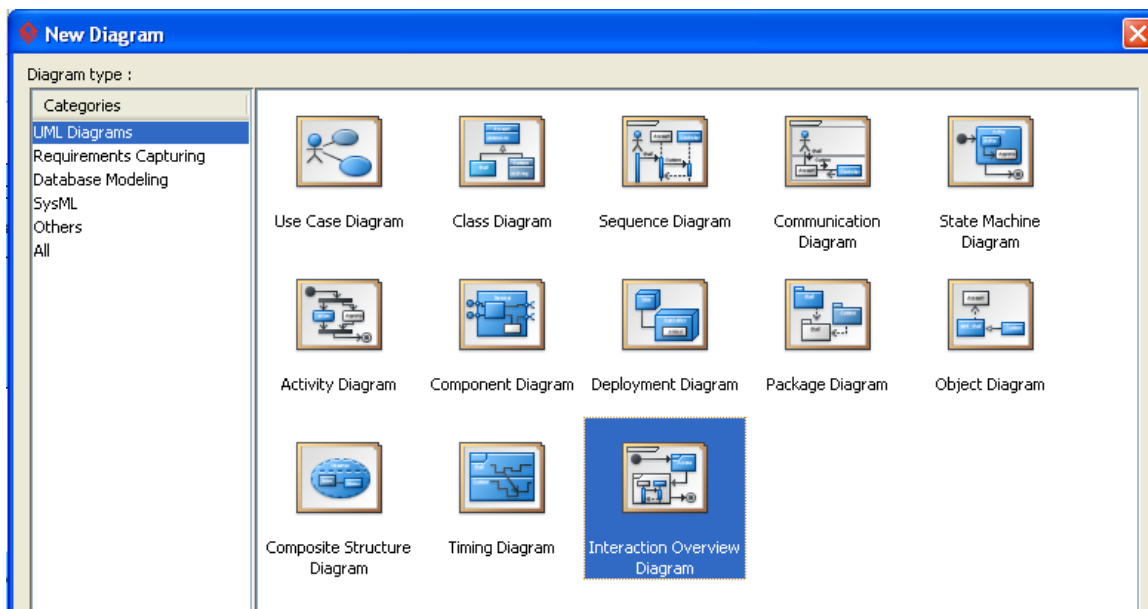 New Diagram
Diagram type :
Categories
UML Diagrams
Requirements Capturing
Database Modeling
SysML
Others
All
Use Case Diagram
Class Diagram
Sequence Diagram
Communication
Diagram
State Machine
Diagram
Activity Diagram
Component Diagram
Deployment Diagram
Package Diagram
Object Diagram
Composite Structure
Diagram
Timing Diagram
Interaction Overview
Diagram